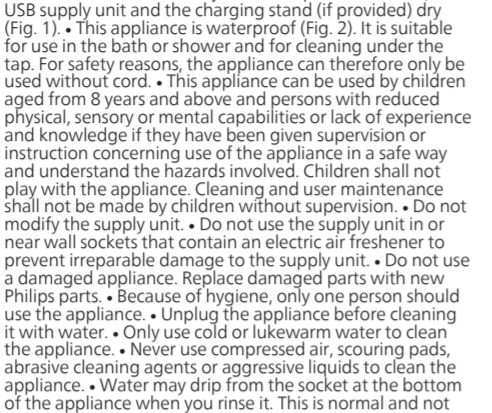 USB supply unit and the charging stand (if provided) dry
(Fig. 1). • This appliance is waterproof (Fig. 2). It is suitable
for use in the bath or shower and for cleaning under the
tap. For safety reasons, the appliance can therefore only be
used without cord. • This appliance can be used by children
aged from 8 years and above and persons with reduced
physical, sensory or mental capabilities or lack of experience
and knowledge if they have been given supervision or
instruction concerning use of the appliance in a safe way
and understand the hazards involved. Children shall not
play with the appliance. Cleaning and user maintenance
shall not be made by children without supervision. • Do not
modify the supply unit. • Do not use the supply unit in or
near wall sockets that contain an electric air freshener to
prevent irreparable damage to the supply unit. • Do not use
a damaged appliance. Replace damaged parts with new
Philips parts. • Because of hygiene, only one person should
use the appliance. • Unplug the appliance before cleaning
it with water. • Only use cold or lukewarm water to clean
the appliance. • Never use compressed air, scouring pads,
abrasive cleaning agents or aggressive liquids to clean the
appliance. • Water may drip from the socket at the bottom
of the appliance when you rinse it. This is normal and not